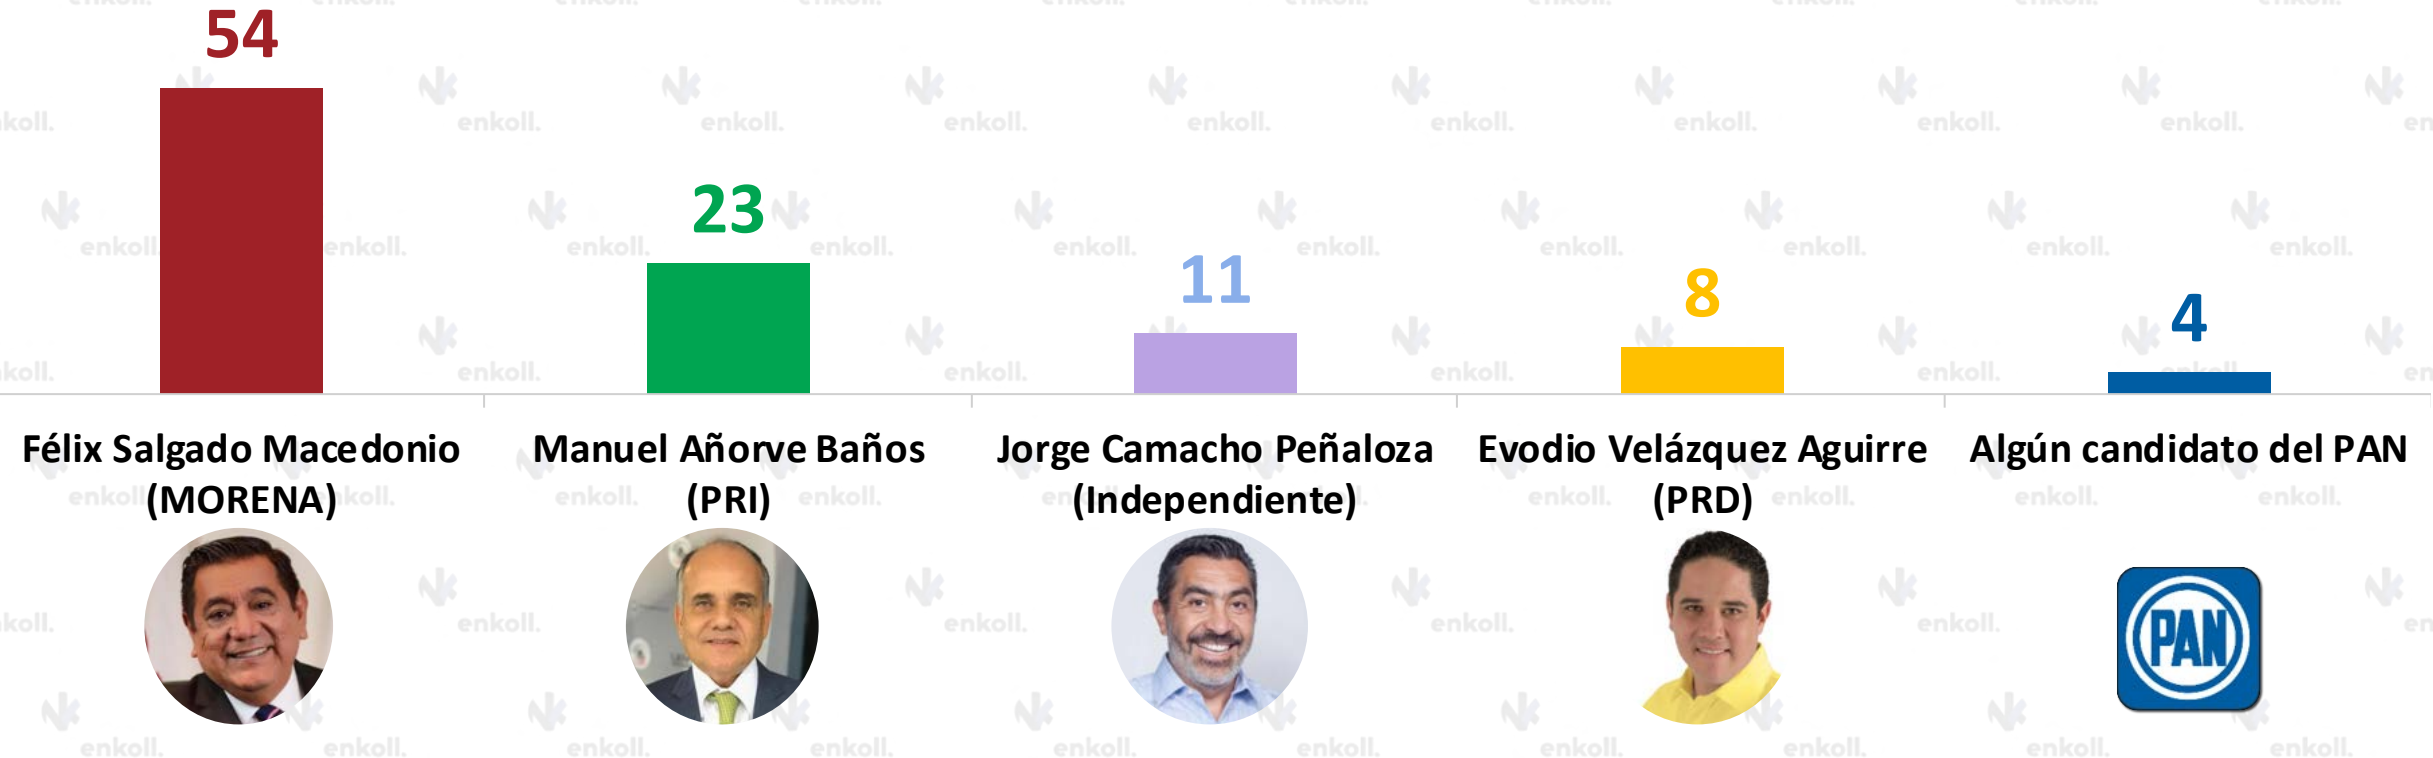 54
23
11
8
4
Félix Salgado Macedonio
(MORENA)
Manuel Añorve Baños
(PRI)
Jorge Camacho Peñaloza
(Independiente)
Evodio Velázquez Aguirre
(PRD)
Algún candidato del PAN
PAN
enkoll.